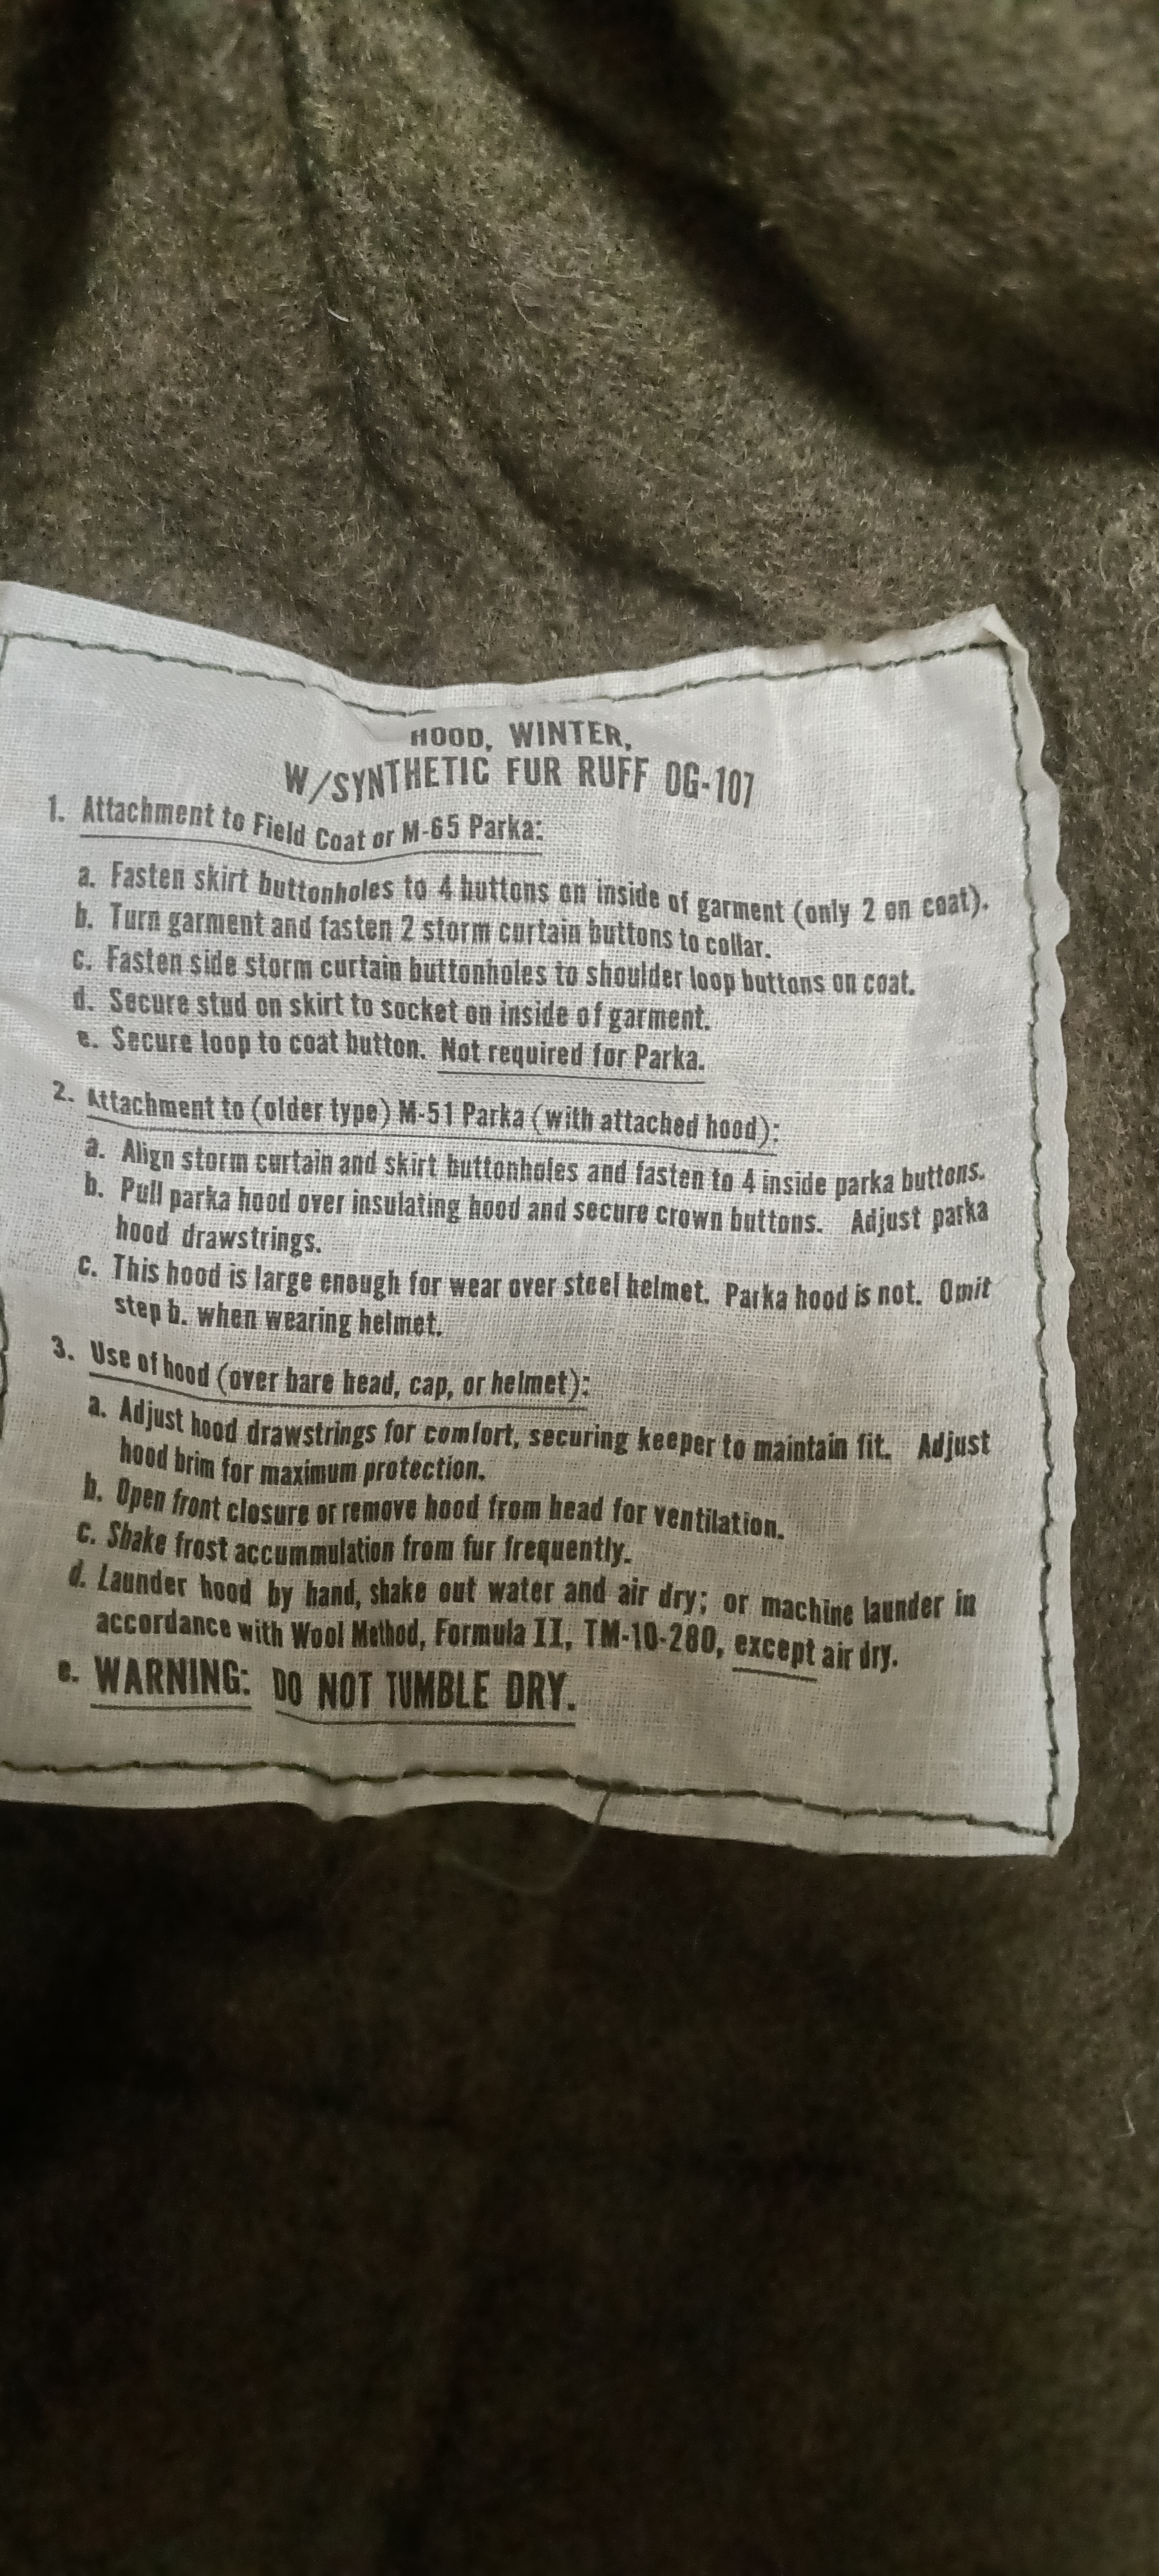 HOOD, WINTER,
W/SYNTHETIC FUR RUFF OG-107
1. Attachment to Field Coat or M-65 Parka:
a. Fasten skirt buttonholes to 4 buttons on inside of garment (only 2 on coat).
b. Turn garment and fasten 2 storm curtain buttons to collar.
c. Fasten side storm curtain buttonholes to shoulder loop buttons on coat.
d. Secure stud on skirt to socket on inside of garment.
e. Secure loop to coat button. Not required for Parka.
2. Attachment to (older type) M-51 Parka (with attached hood):
a. Align storm curtain and skirt buttonholes and fasten to 4 inside parka buttons.
b. Pull parka hood over insulating hood and secure crown buttons. Adjust parka
hood drawstrings.
c. This hood is large enough for wear over steel helmet. Parka hood is not. Omit
step b. when wearing helmet.
3. Use of hood (over bare head, cap, or helmet):
a. Adjust hood drawstrings for comfort, securing keeper to maintain fit. Adjust
hood brim for maximum protection.
b. Open front closure or remove hood from head for ventilation.
c. Shake frost accummulation from fur frequently.
d. Launder hood by hand, shake out water and air dry; or machine launder in
accordance with Wool Method, Formula II, TM-10-280, except air dry.
e. WARNING: DO NOT TUMBLE DRY.